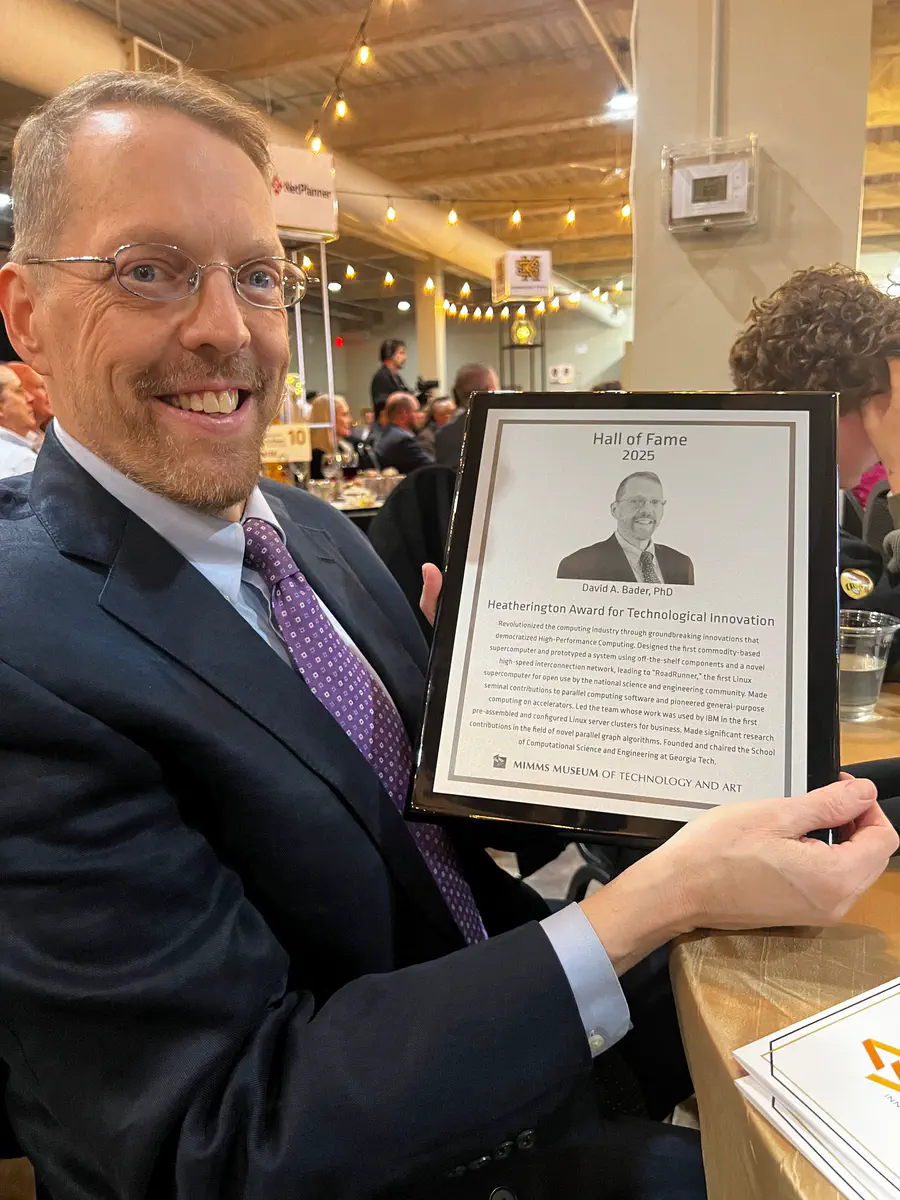 NetPlanner
10
Hall of Fame
2025
David A. Bader, PhD
Heatherington Award for Technological Innovation
Revolutionized the computing industry through groundbreaking innovations that
democratized High-Performance Computing. Designed the first commodity-based
supercomputer and prototyped a system using off-the-shelf components and a novel
high-speed interconnection network, leading to "RoadRunner," the first Linux
supercomputer for open use by the national science and engineering community. Made
seminal contributions to parallel computing software and pioneered general-purpose
computing on accelerators. Led the team whose work was used by IBM in the first
pre-assembled and configured Linux server clusters for business. Made significant research
contributions in the field of novel parallel graph algorithms. Founded and chaired the School
of Computational Science and Engineering at Georgia Tech.
MIMMS MUSEUM OF TECHNOLOGY AND ART